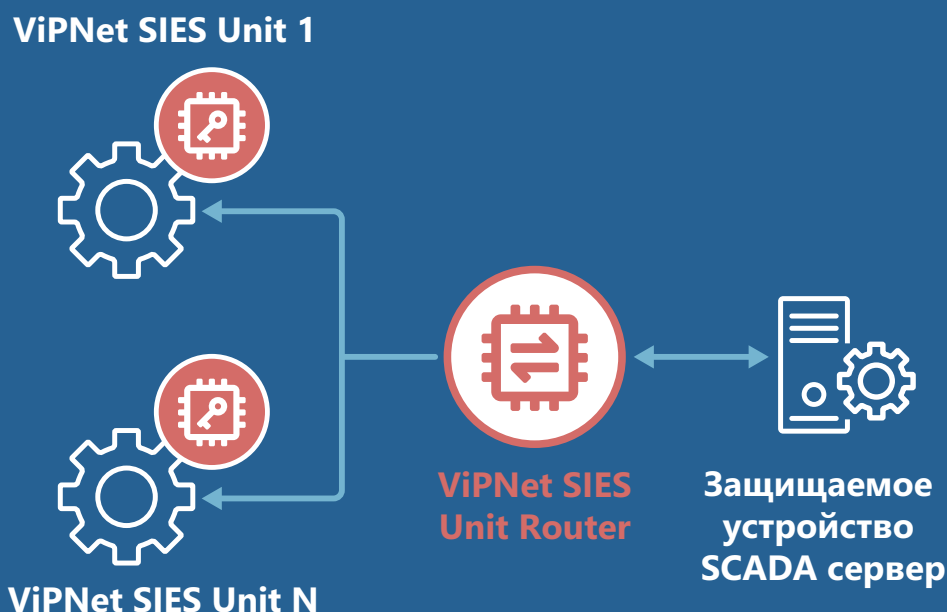 ViPNet SIES Unit 1
ViPNet SIES
Unit Router
Защищаемое
устройство
SCADA сервер
ViPNet SIES Unit N